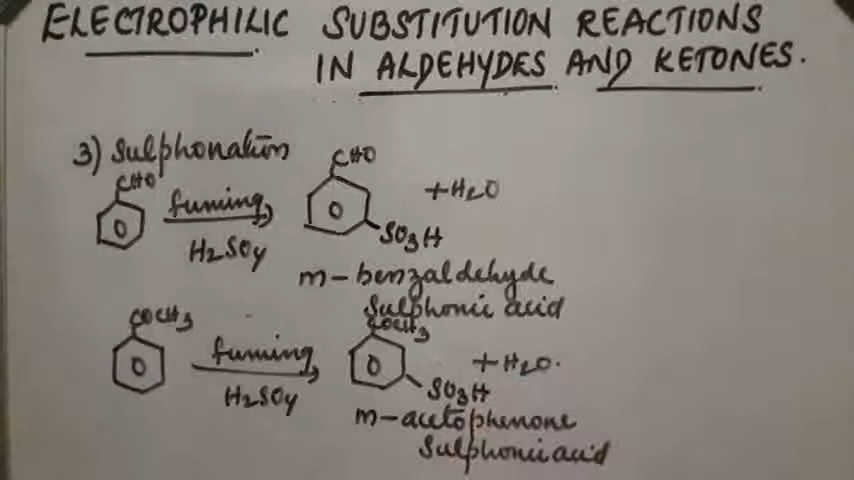 ELECTROPHILIC SUBSTITUTION REACTIONS
IN ALDEHYDES AND KETONES.
3) Sulphonation
CHO fuming H2SO4 CHO SO3H +H2O
m-benzaldehyde
Sulphonic acid
COCH3 fuming H2SO4 COCH3 SO3H +H2O.
m-acetophenone
Sulphonic acid